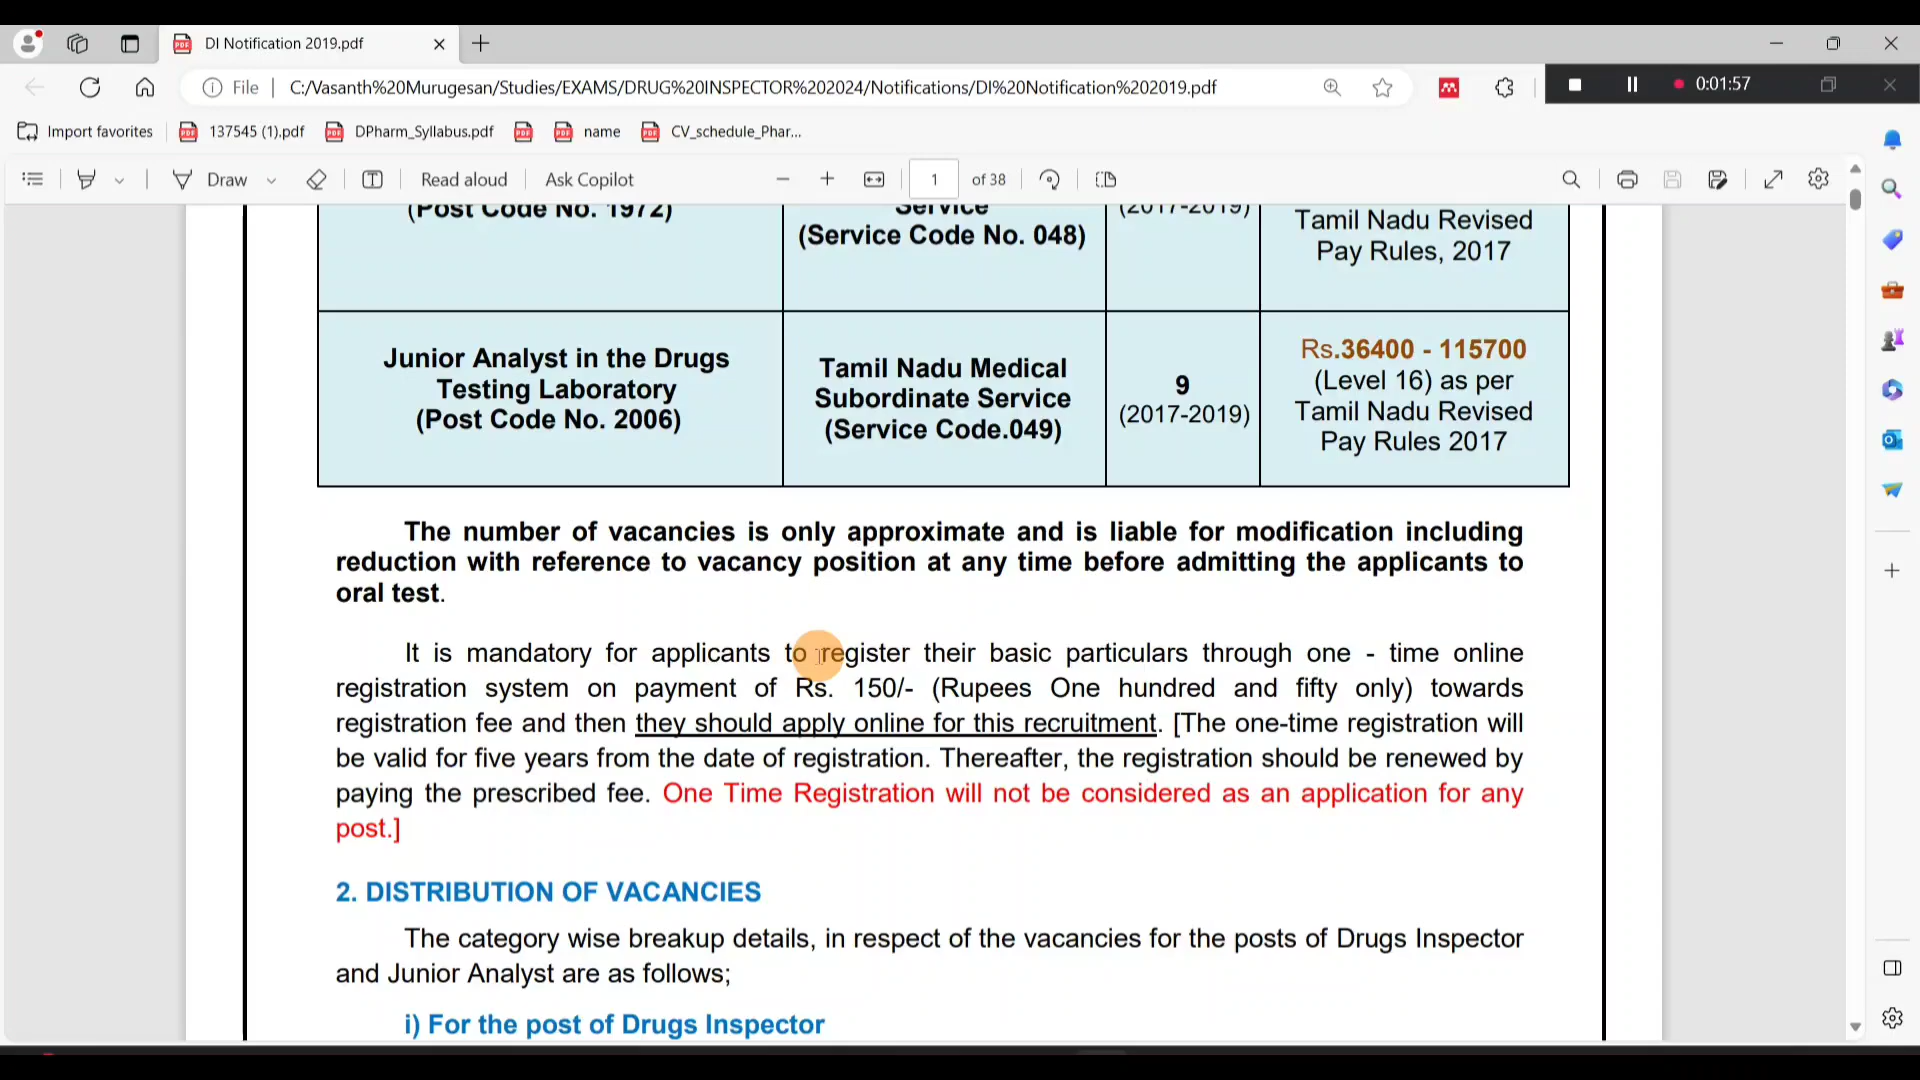 DI Notification 2019.pdf
File
C:/Vasanth%20Murugesan/Studies/EXAMS/DRUG%20INSPECTOR%202024/Notifications/DI%20Notification%202019.pdf
0:01:57
Import favorites
137545 (1).pdf
DPharm_Syllabus.pdf
name
CV_schedule_Phar...
Draw
Read aloud
Ask Copilot
1
of 38
(Post Code No. 1972)
Service
(Service Code No. 048)
(2017-2019)
Tamil Nadu Revised
Pay Rules, 2017
Junior Analyst in the Drugs
Testing Laboratory
(Post Code No. 2006)
Tamil Nadu Medical
Subordinate Service
(Service Code.049)
9
(2017-2019)
Rs.36400 - 115700
(Level 16) as per
Tamil Nadu Revised
Pay Rules 2017
The number of vacancies is only approximate and is liable for modification including
reduction with reference to vacancy position at any time before admitting the applicants to
oral test.
It is mandatory for applicants to register their basic particulars through one - time online
registration system on payment of Rs. 150/- (Rupees One hundred and fifty only) towards
registration fee and then they should apply online for this recruitment. [The one-time registration will
be valid for five years from the date of registration. Thereafter, the registration should be renewed by
paying the prescribed fee. One Time Registration will not be considered as an application for any
post.]
2. DISTRIBUTION OF VACANCIES
The category wise breakup details, in respect of the vacancies for the posts of Drugs Inspector
and Junior Analyst are as follows;
i) For the post of Drugs Inspector